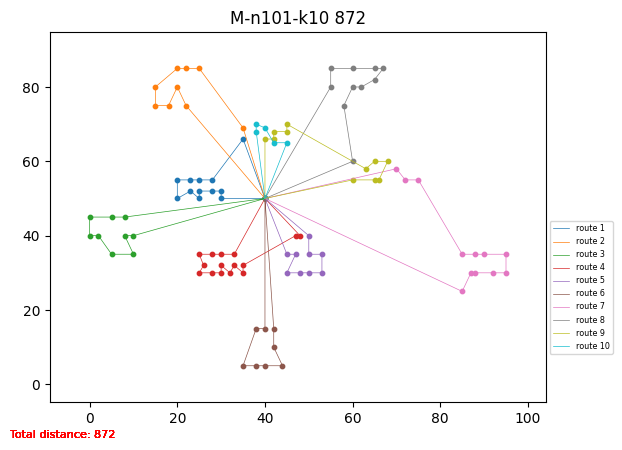 M-n101-k10 872
80
60
40
20
0
0 20 40 60 80 100
route 1
route 2
route 3
route 4
route 5
route 6
route 7
route 8
route 9
route 10
Total distance: 872